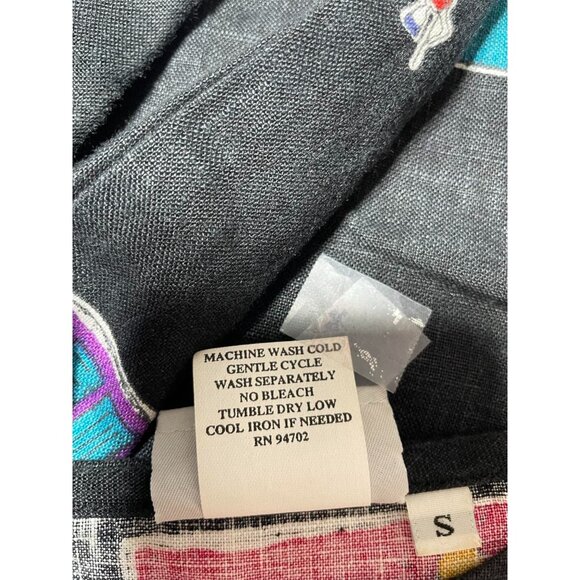 MACHINE WASH COLD
GENTLE CYCLE
WASH SEPARATELY
NO BLEACH
TUMBLE DRY LOW
COOL IRON IF NEEDED
RN 94702
S